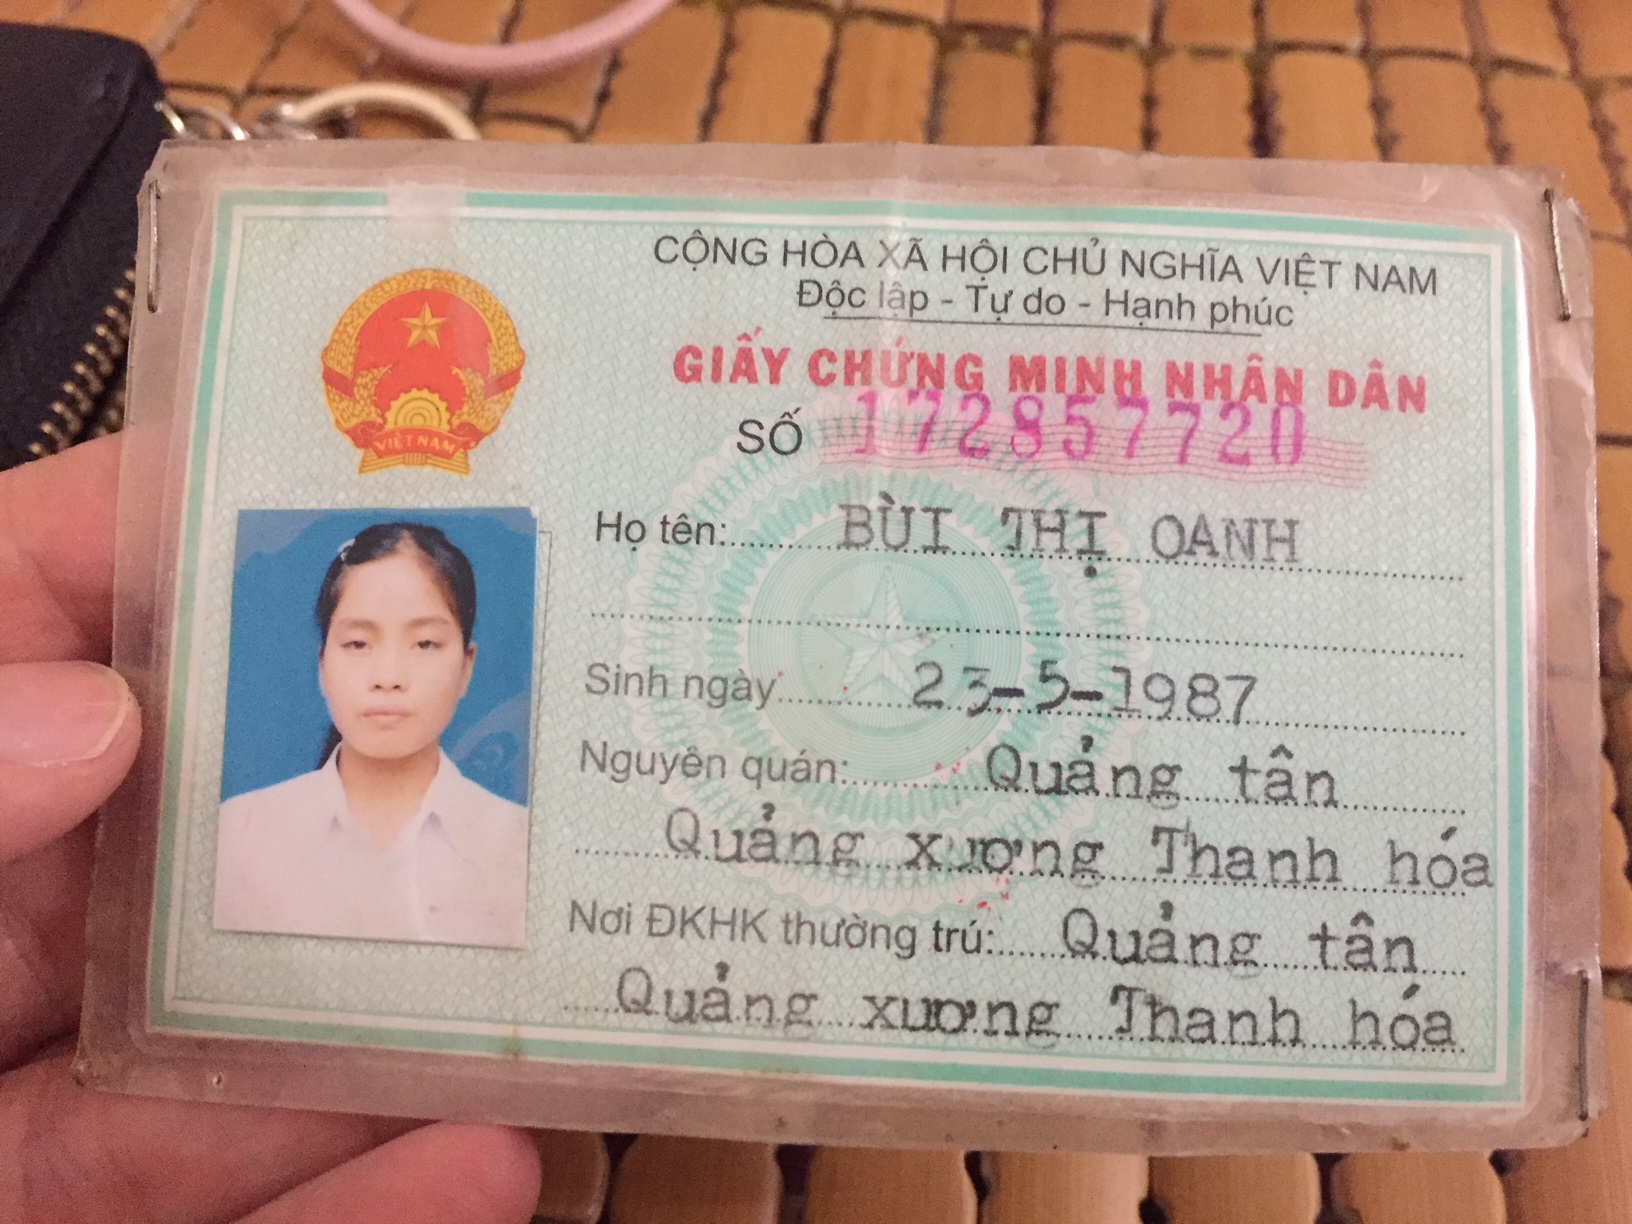 CỘNG HÒA XÃ HỘI CHỦ NGHĨA VIỆT NAM
Độc lập - Tự do - Hạnh phúc
GIẤY CHỨNG MINH NHÂN DÂN
SỐ 172857720
VIỆT NAM
Họ tên: BÙI THỊ OANH
Sinh ngày 23-5-1987
Nguyên quán: Quảng tân
Quảng xương Thanh hóa
Nơi ĐKHK thường trú: Quảng tân
Quảng xương Thanh hóa